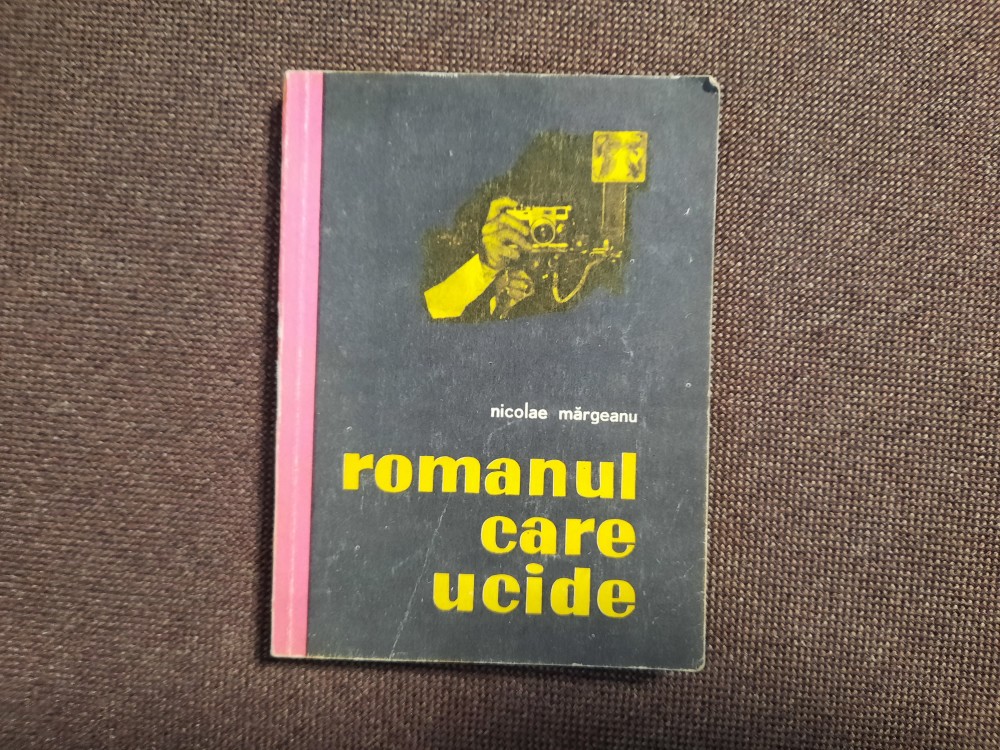 nicolae mărgeanu
romanul
care
ucide